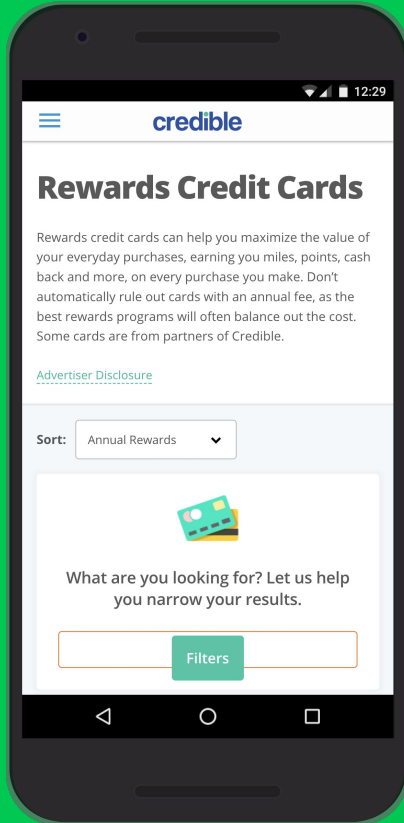 12:29
credible
Rewards Credit Cards
Rewards credit cards can help you maximize the value of
your everyday purchases, earning you miles, points, cash
back and more, on every purchase you make. Don't
automatically rule out cards with an annual fee, as the
best rewards programs will often balance out the cost.
Some cards are from partners of Credible.
Advertiser Disclosure
Sort: Annual Rewards
What are you looking for? Let us help
you narrow your results.
Filters